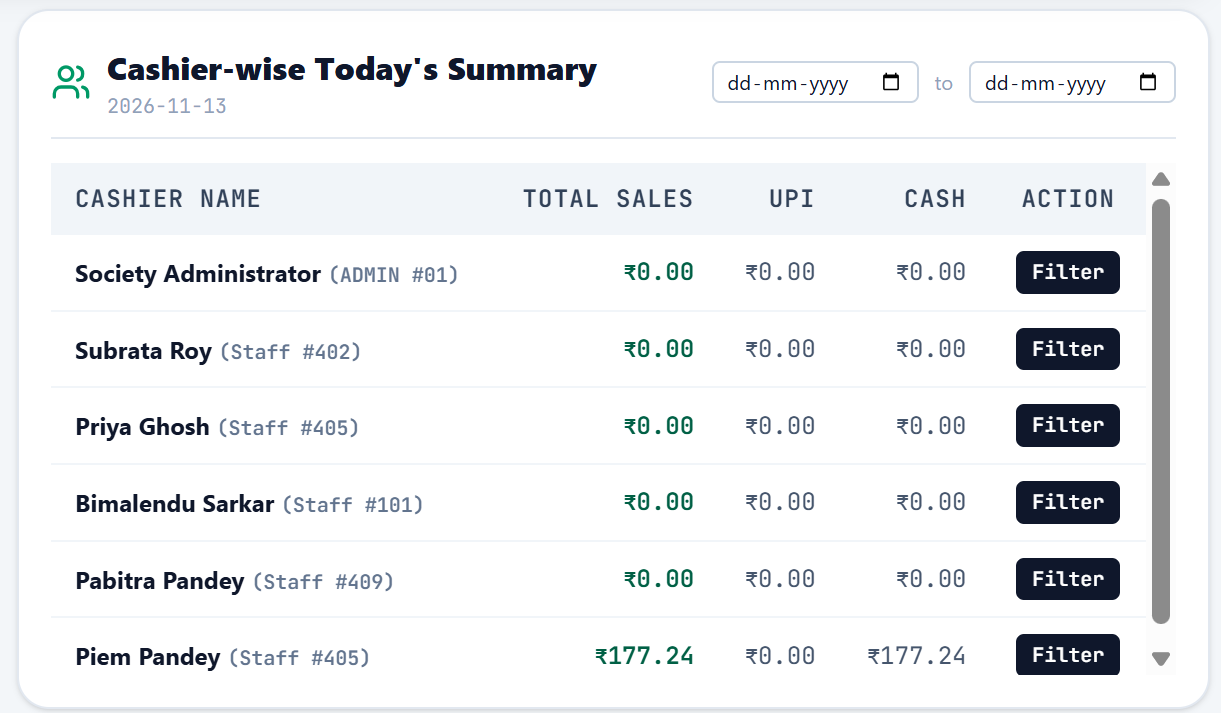 Cashier-wise Today's Summary
2026-11-13
dd-mm-yyyy to dd-mm-yyyy
CASHIER NAME TOTAL SALES UPI CASH ACTION
Society Administrator (ADMIN #01) ₹0.00 ₹0.00 ₹0.00 Filter
Subrata Roy (Staff #402) ₹0.00 ₹0.00 ₹0.00 Filter
Priya Ghosh (Staff #405) ₹0.00 ₹0.00 ₹0.00 Filter
Bimalendu Sarkar (Staff #101) ₹0.00 ₹0.00 ₹0.00 Filter
Pabitra Pandey (Staff #409) ₹0.00 ₹0.00 ₹0.00 Filter
Piem Pandey (Staff #405) ₹177.24 ₹0.00 ₹177.24 Filter